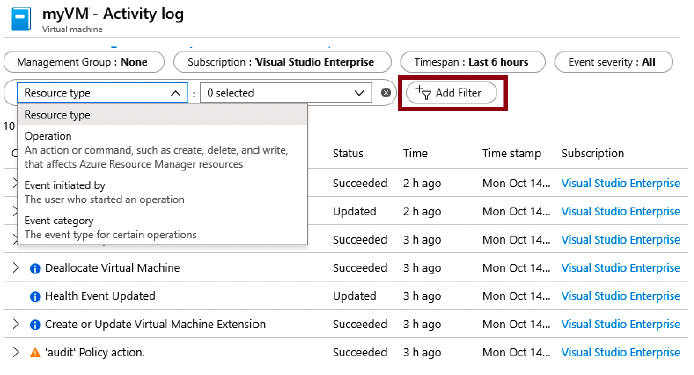 myVM - Activity log
Virtual machine
Management Group : None
Subscription : Visual Studio Enterprise
Timespan : Last 6 hours
Event severity : All
Resource type : 0 selected
Add Filter
Resource type
Operation
An action or command, such as create, delete, and write,
that affects Azure Resource Manager resources
Event initiated by
The user who started an operation
Event category
The event type for certain operations
10
Status Time Time stamp Subscription
Succeeded 2 h ago Mon Oct 14... Visual Studio Enterprise
Updated 2 h ago Mon Oct 14... Visual Studio Enterprise
Succeeded 3 h ago Mon Oct 14... Visual Studio Enterprise
Deallocate Virtual Machine Succeeded 3 h ago Mon Oct 14... Visual Studio Enterprise
Health Event Updated Updated 3 h ago Mon Oct 14... Visual Studio Enterprise
Create or Update Virtual Machine Extension Succeeded 3 h ago Mon Oct 14... Visual Studio Enterprise
'audit' Policy action. Succeeded 3 h ago Mon Oct 14... Visual Studio Enterprise